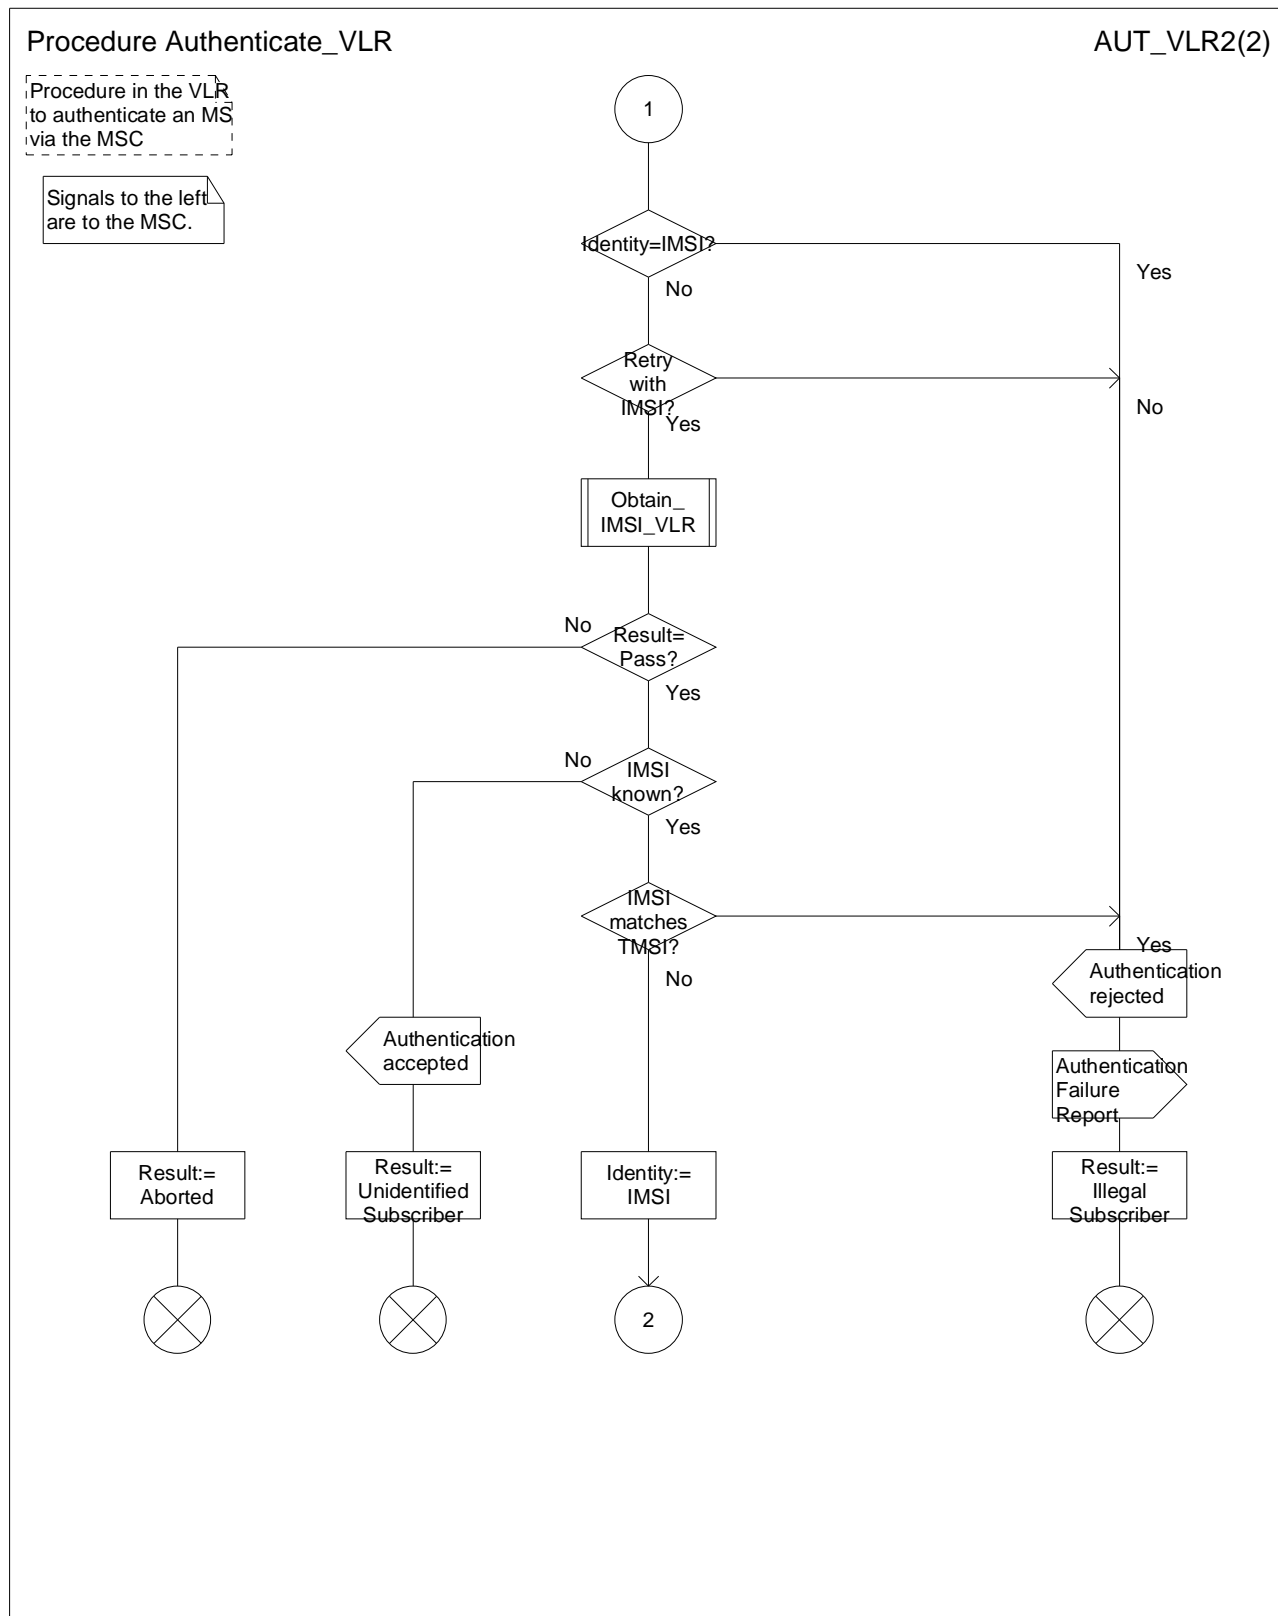 Procedure Authenticate_VLR
AUT_VLR2(2)
Procedure in the VLR
to authenticate an MS
via the MSC
Signals to the left
are to the MSC.
1
Identity=IMSI?
Yes
No
Retry
with
IMSI?
No
Yes
Obtain_
IMSI_VLR
No
Result=
Pass?
Yes
No
IMSI
known?
Yes
IMSI
matches
TMSI?
Yes
No
Authentication
rejected
Authentication
accepted
Authentication
Failure
Report
Result:=
Aborted
Result:=
Unidentified
Subscriber
Identity:=
IMSI
Result:=
Illegal
Subscriber
2